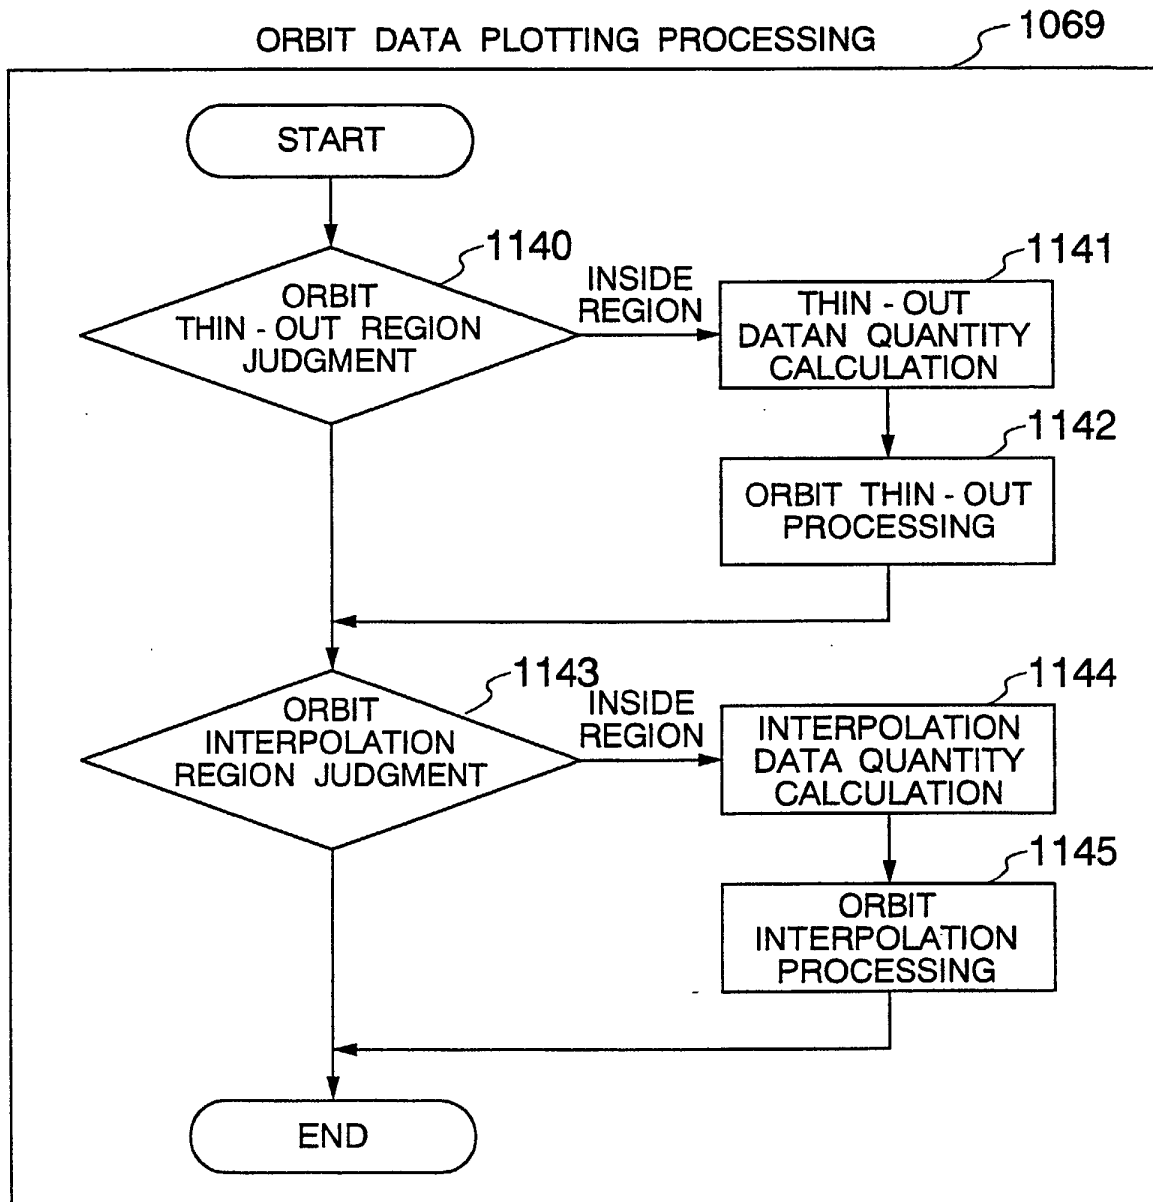 ORBIT DATA PLOTTING PROCESSING
1069
START
1140
ORBIT
THIN - OUT REGION
JUDGMENT
INSIDE
REGION
1141
THIN - OUT
DATAN QUANTITY
CALCULATION
1142
ORBIT THIN - OUT
PROCESSING
1143
ORBIT
INTERPOLATION
REGION JUDGMENT
INSIDE
REGION
1144
INTERPOLATION
DATA QUANTITY
CALCULATION
1145
ORBIT
INTERPOLATION
PROCESSING
END